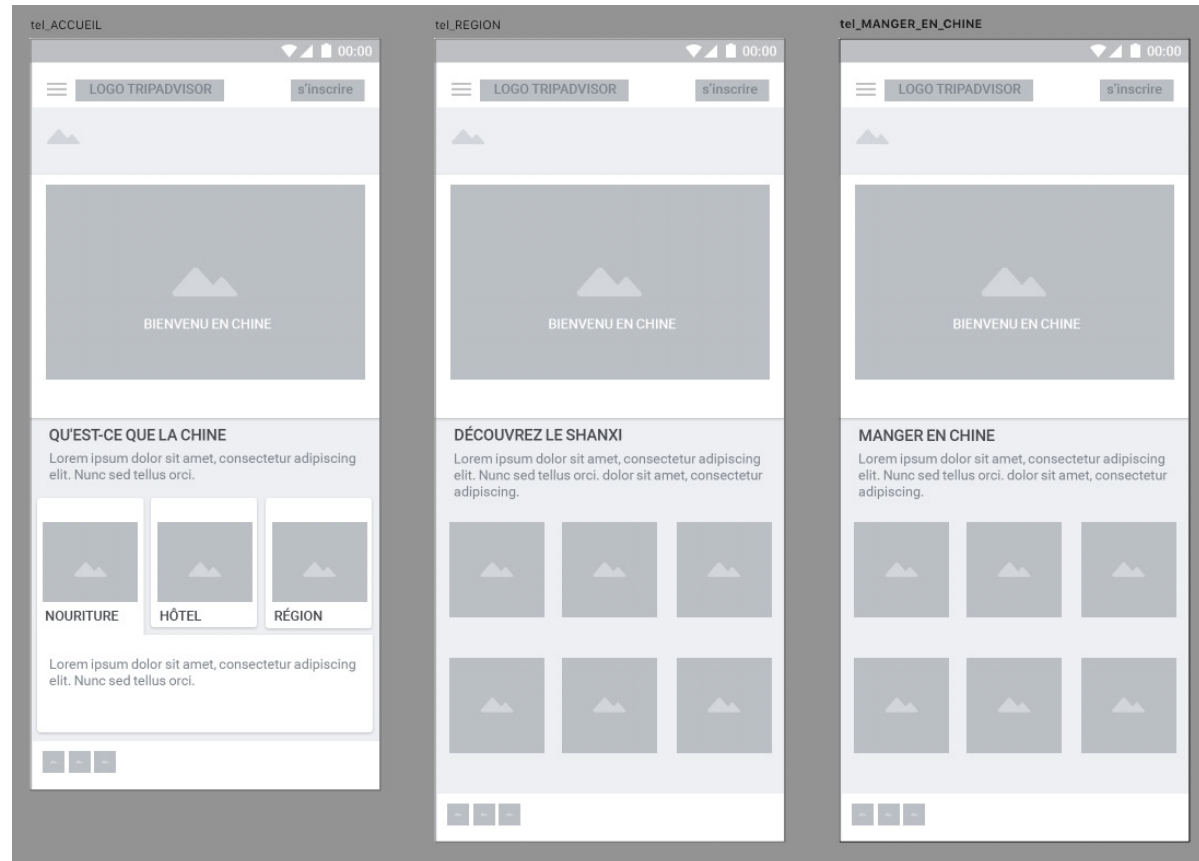 tel_ACCUEIL
00:00
LOGO TRIPADVISOR
s'inscrire
BIENVENU EN CHINE
QU'EST-CE QUE LA CHINE
Lorem ipsum dolor sit amet, consectetur adipiscing
elit. Nunc sed tellus orci.
NOURITURE
HÔTEL
RÉGION
Lorem ipsum dolor sit amet, consectetur adipiscing
elit. Nunc sed tellus orci.
tel_REGION
00:00
LOGO TRIPADVISOR
s'inscrire
BIENVENU EN CHINE
DÉCOUVREZ LE SHANXI
Lorem ipsum dolor sit amet, consectetur adipiscing
elit. Nunc sed tellus orci. dolor sit amet, consectetur
adipiscing.
tel_MANGER_EN_CHINE
00:00
LOGO TRIPADVISOR
s'inscrire
BIENVENU EN CHINE
MANGER EN CHINE
Lorem ipsum dolor sit amet, consectetur adipiscing
elit. Nunc sed tellus orci. dolor sit amet, consectetur
adipiscing.